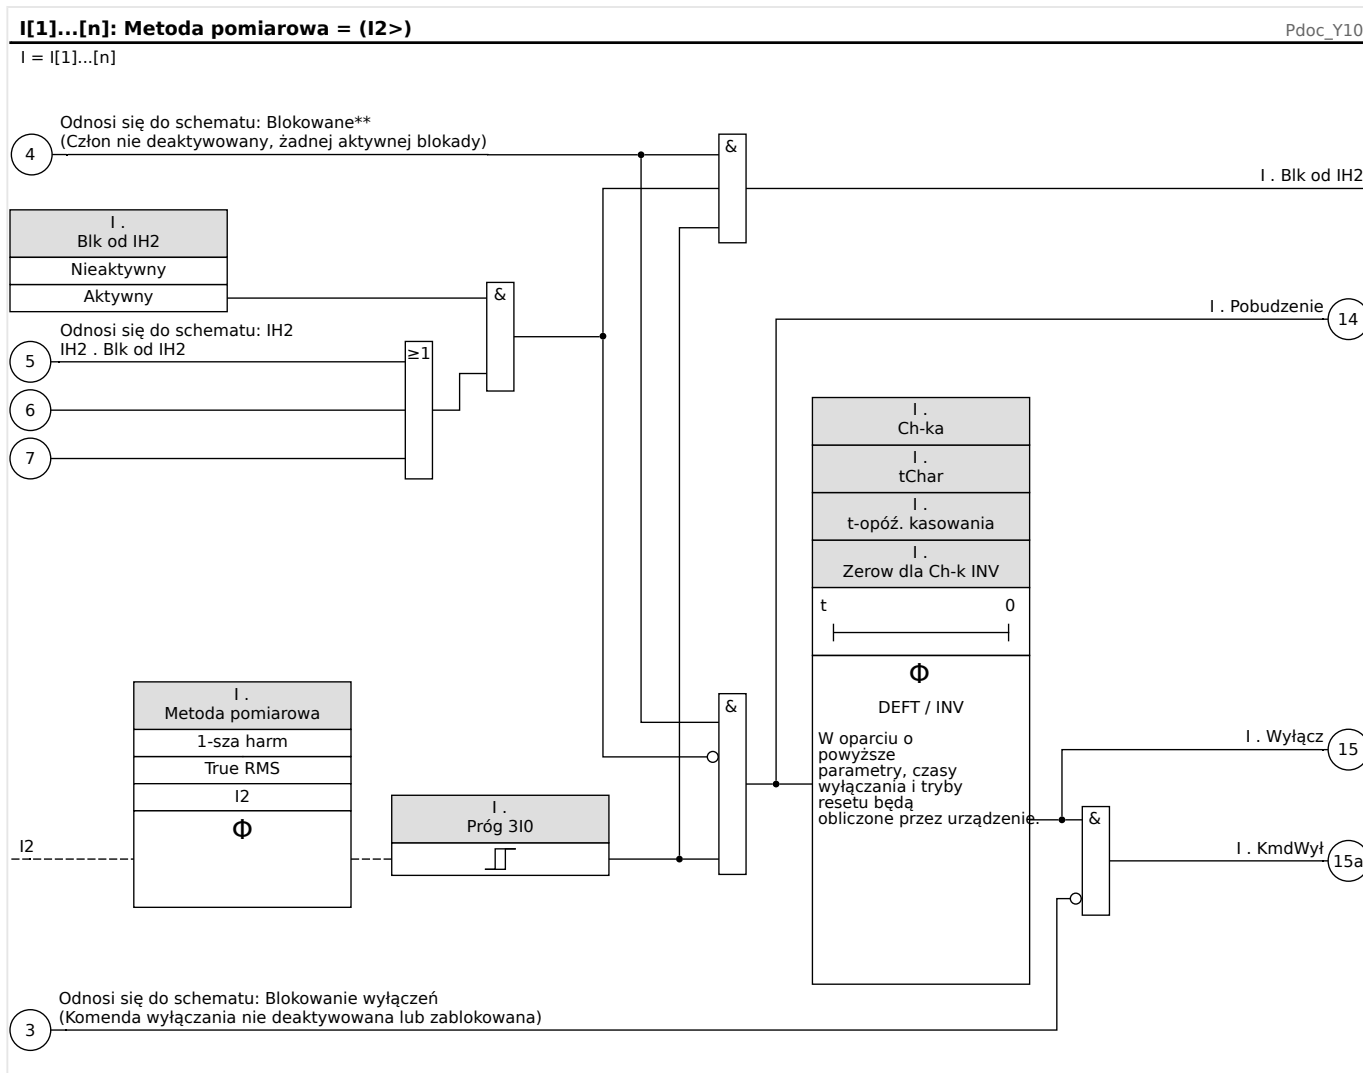 I[1]...[n]: Metoda pomiarowa = (I2>)
Pdoc_Y10
I = I[1]...[n]
Odnosi się do schematu: Blokowane**
(Człon nie deaktywowany, żadnej aktywnej blokady)
4
&
I . Blk od IH2
I .
Blk od IH2
Nieaktywny
Aktywny
&
I . Pobudzenie
14
Odnosi się do schematu: IH2
IH2 . Blk od IH2
5
≥1
6
7
I .
Ch-ka
I .
tChar
I .
t-opóź. kasowania
I .
Zerow dla Ch-k INV
t 0
Φ
DEFT / INV
W oparciu o
powyższe
parametry, czasy
wyłączania i tryby
resetu będą
obliczone przez urządzenie.
I .
Metoda pomiarowa
1-sza harm
True RMS
I2
Φ
I2
I .
Próg 3I0
&
I . Wyłącz
15
&
I . KmdWył
15a
Odnosi się do schematu: Blokowanie wyłączeń
(Komenda wyłączania nie deaktywowana lub zablokowana)
3